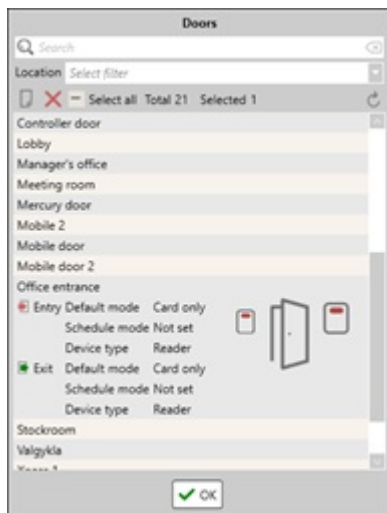 Doors
Search
Location Select filter
Select all Total 21 Selected 1
Controller door
Lobby
Manager's office
Meeting room
Mercury door
Mobile 2
Mobile door
Mobile door 2
Office entrance
Entry Default mode Card only
Schedule mode Not set
Device type Reader
Exit Default mode Card only
Schedule mode Not set
Device type Reader
Stockroom
Valgykla
OK